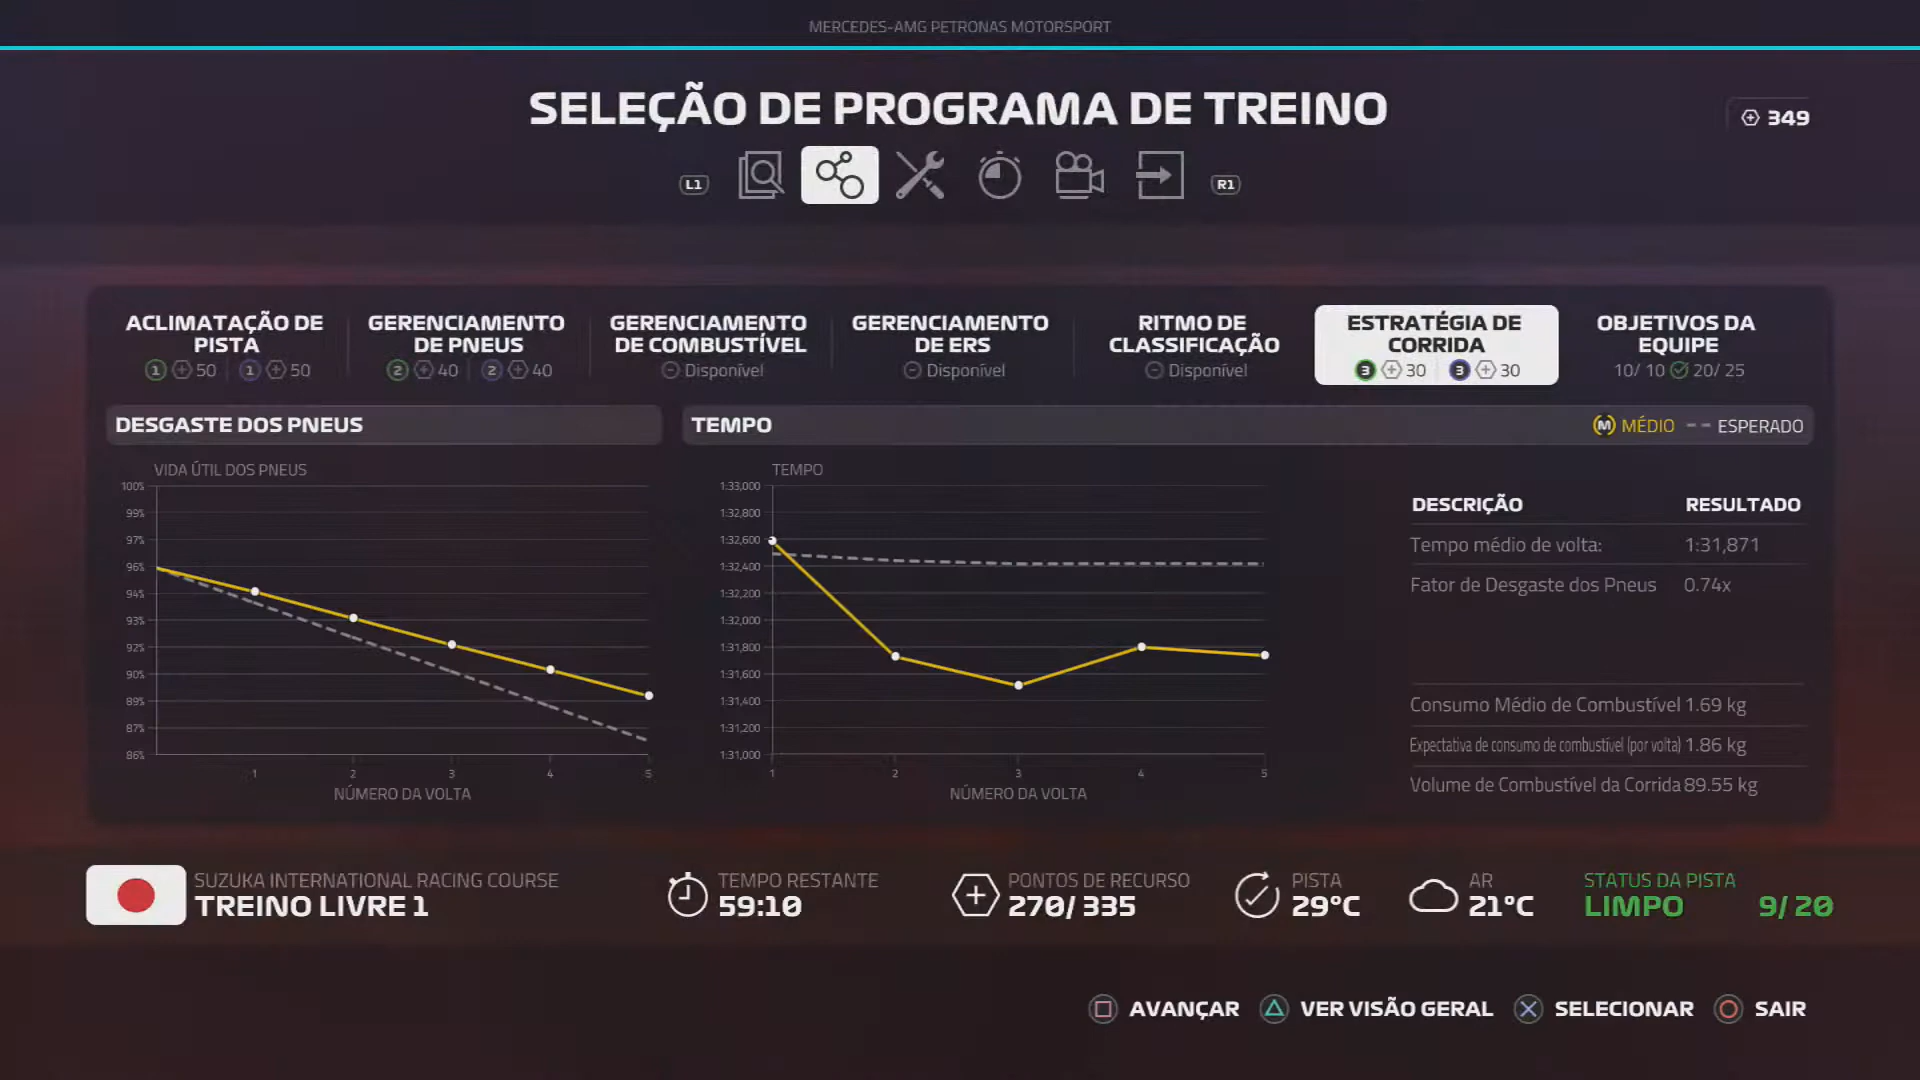 MERCEDES-AMG PETRONAS MOTORSPORT
SELEÇÃO DE PROGRAMA DE TREINO
349
L1
R1
ACLIMATAÇÃO DE PISTA
1 50 1 50
GERENCIAMENTO DE PNEUS
2 40 2 40
GERENCIAMENTO DE COMBUSTÍVEL
Disponível
GERENCIAMENTO DE ERS
Disponível
RITMO DE CLASSIFICAÇÃO
Disponível
ESTRATÉGIA DE CORRIDA
3 30 3 30
OBJETIVOS DA EQUIPE
10/ 10 20/ 25
DESGASTE DOS PNEUS
VIDA ÚTIL DOS PNEUS
100%
99%
97%
96%
94%
93%
92%
90%
89%
87%
86%
1 2 3 4 5
NÚMERO DA VOLTA
TEMPO
M MÉDIO -- ESPERADO
TEMPO
1:33,000
1:32,800
1:32,600
1:32,400
1:32,200
1:32,000
1:31,800
1:31,600
1:31,400
1:31,200
1:31,000
1 2 3 4 5
NÚMERO DA VOLTA
DESCRIÇÃO RESULTADO
Tempo médio de volta: 1:31,871
Fator de Desgaste dos Pneus 0.74x
Consumo Médio de Combustível 1.69 kg
Expectativa de consumo de combustível (por volta) 1.86 kg
Volume de Combustível da Corrida 89.55 kg
SUZUKA INTERNATIONAL RACING COURSE
TREINO LIVRE 1
TEMPO RESTANTE
59:10
PONTOS DE RECURSO
270/ 335
PISTA
29°C
AR
21°C
STATUS DA PISTA
LIMPO 9/ 20
AVANÇAR VER VISÃO GERAL SELECIONAR SAIR